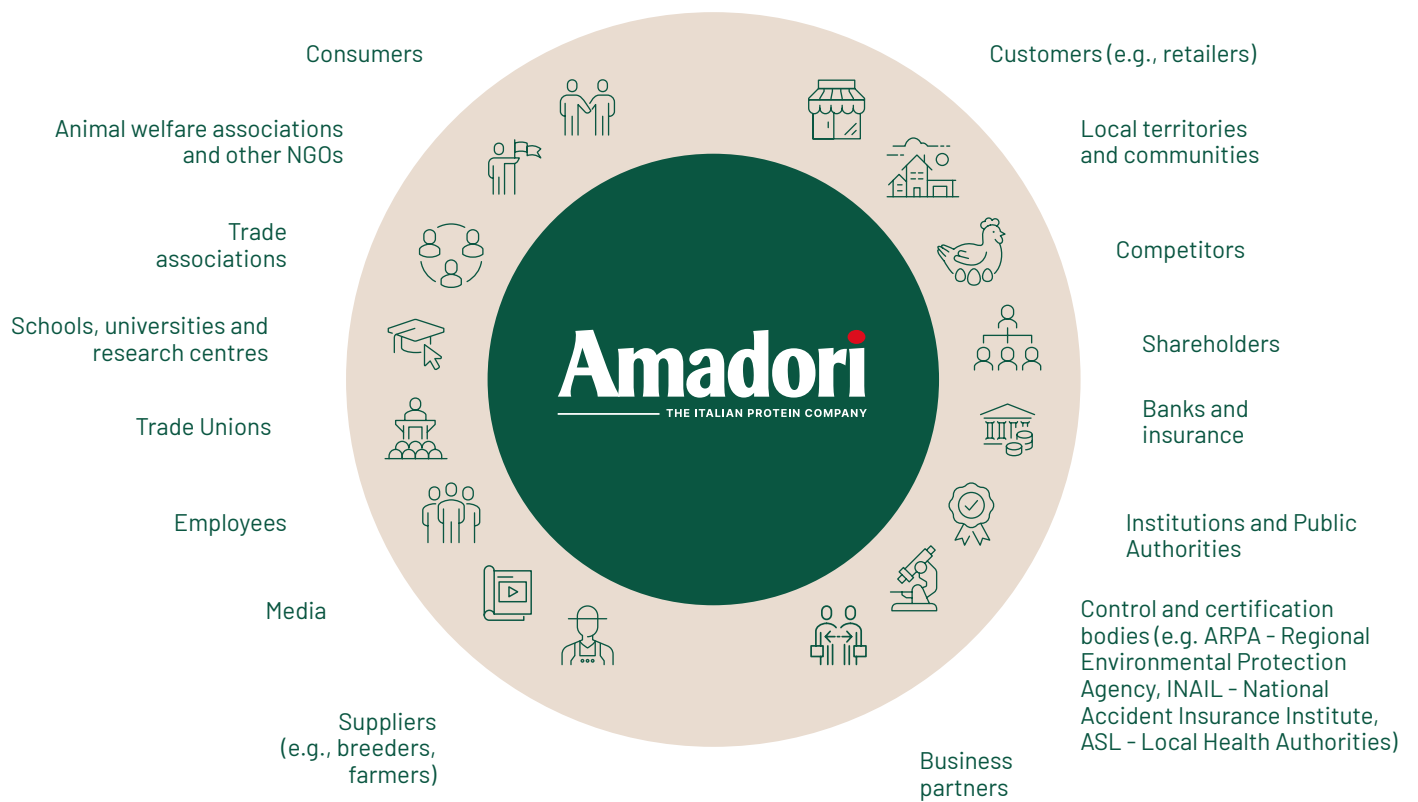 Consumers
Customers (e.g., retailers)
Animal welfare associations
and other NGOs
Local territories
and communities
Trade
associations
Competitors
Schools, universities and
research centres
Shareholders
Amadori
THE ITALIAN PROTEIN COMPANY
Trade Unions
Banks and
insurance
Employees
Institutions and Public
Authorities
Media
Control and certification
bodies (e.g. ARPA - Regional
Environmental Protection
Agency, INAIL - National
Accident Insurance Institute,
ASL - Local Health Authorities)
Suppliers
(e.g., breeders,
farmers)
Business
partners